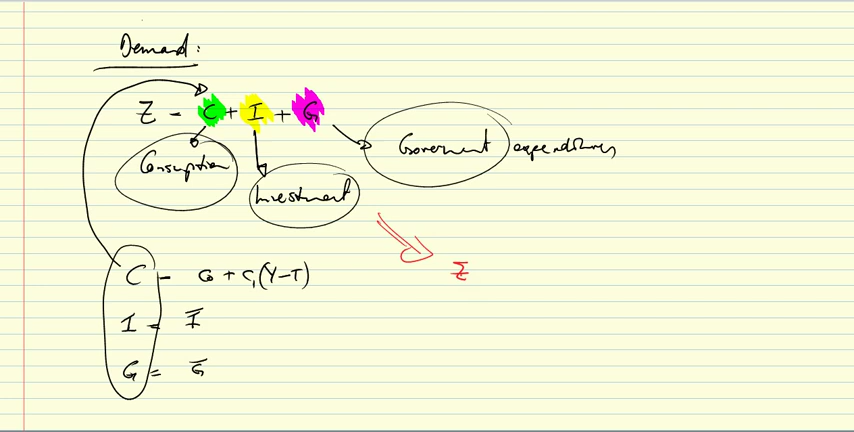 Demand:
Z = C + I + G
Consumption
Investment
Government expenditures
C = c₀ + c₁(Y-T)
Z
I = Ī
G = Ḡ